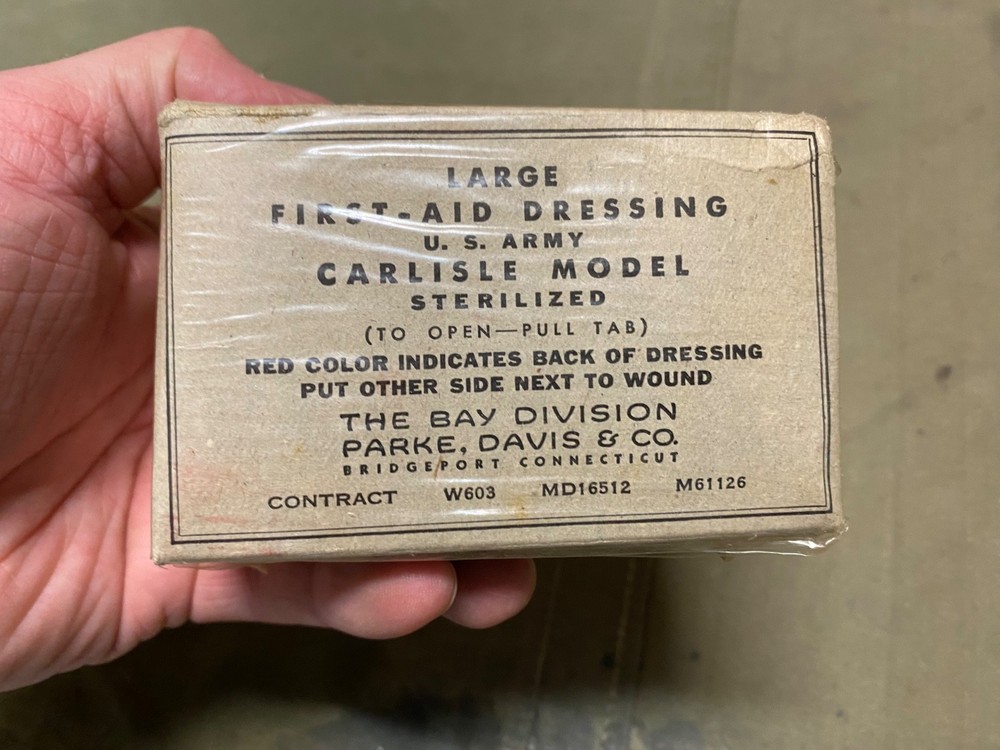 LARGE
FIRST-AID DRESSING
U. S. ARMY
CARLISLE MODEL
STERILIZED
(TO OPEN—PULL TAB)
RED COLOR INDICATES BACK OF DRESSING
PUT OTHER SIDE NEXT TO WOUND
THE BAY DIVISION
PARKE, DAVIS & CO.
BRIDGEPORT CONNECTICUT
CONTRACT W603 MD16512 M61126